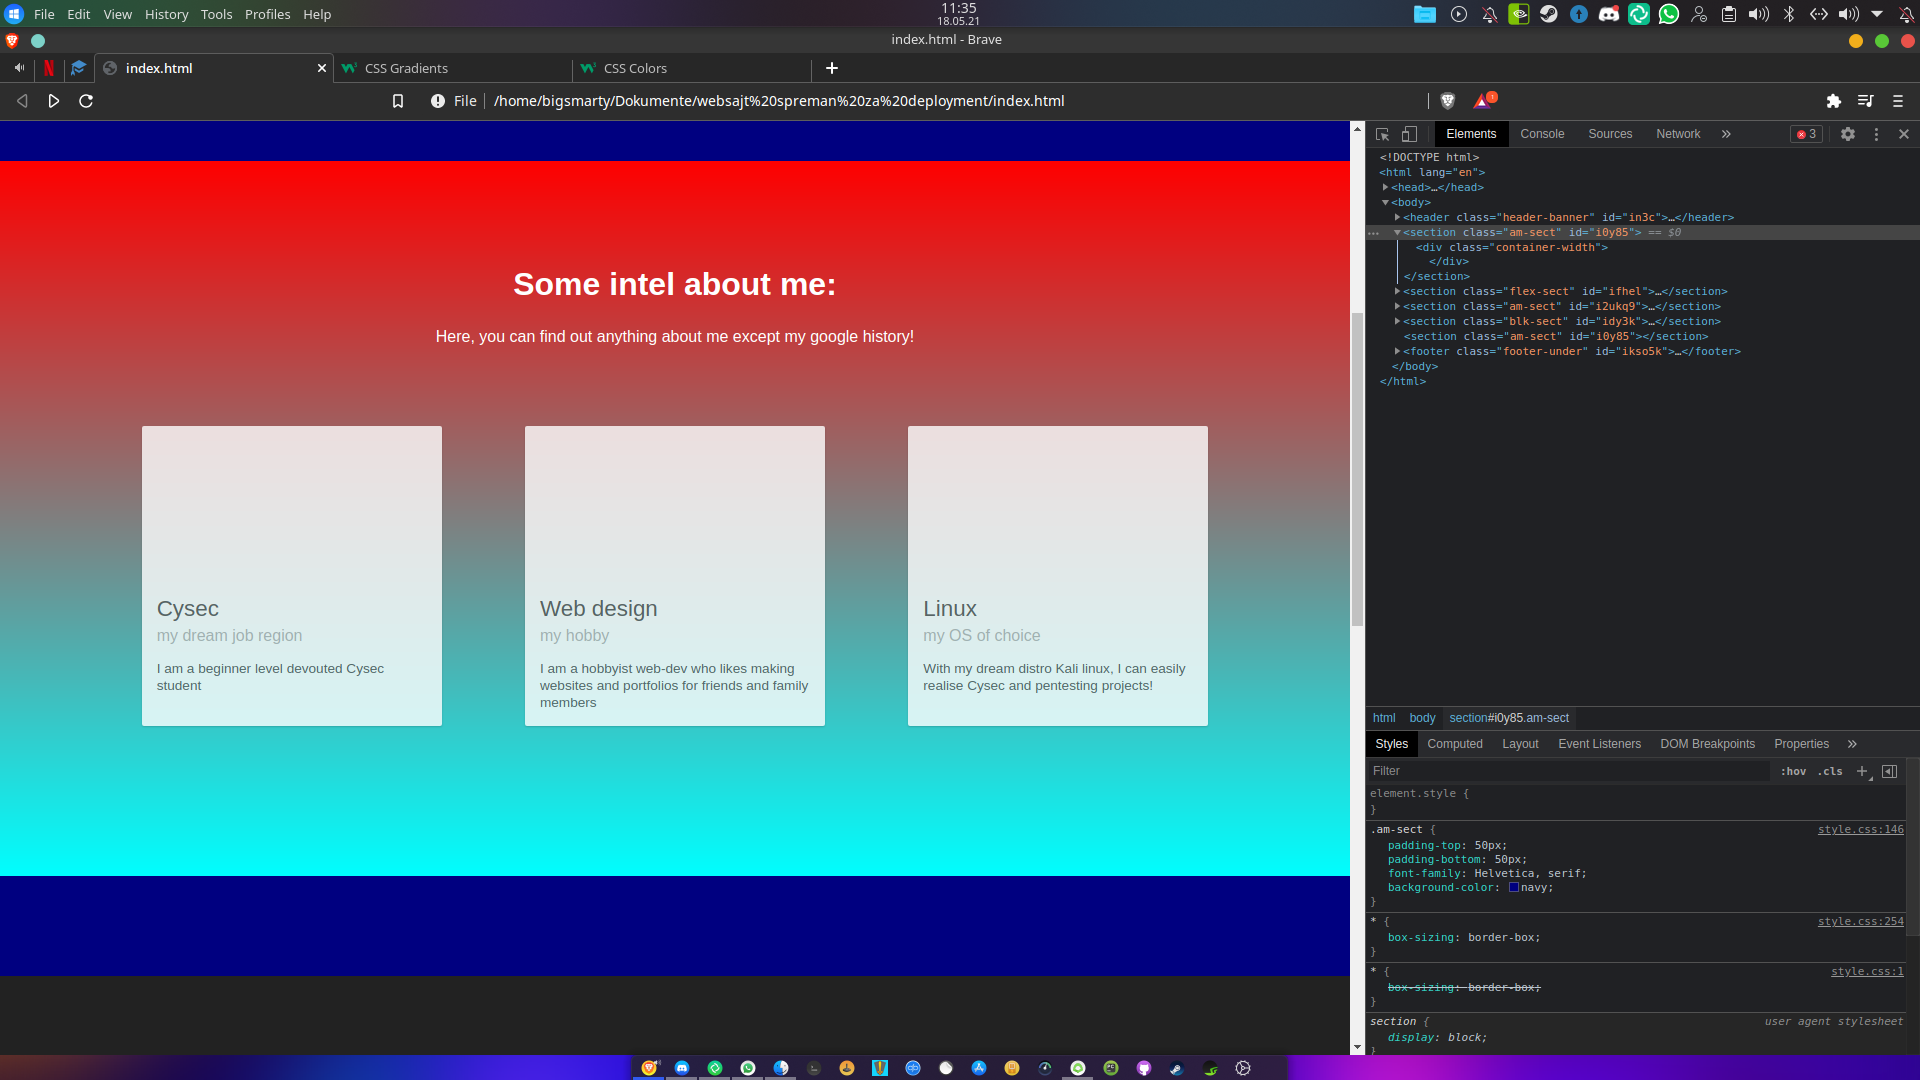 File Edit View History Tools Profiles Help
11:35
18.05.21
index.html - Brave
index.html
CSS Gradients
CSS Colors
File
/home/bigsmarty/Dokumente/websajt%20spreman%20za%20deployment/index.html
Some intel about me:
Here, you can find out anything about me except my google history!
Cysec
my dream job region
I am a beginner level devouted Cysec
student
Web design
my hobby
I am a hobbyist web-dev who likes making
websites and portfolios for friends and family
members
Linux
my OS of choice
With my dream distro Kali linux, I can easily
realise Cysec and pentesting projects!
Elements Console Sources Network » 3
<!DOCTYPE html>
<html lang="en">
<head>…</head>
<body>
<header class="header-banner" id="in3c">…</header>
<section class="am-sect" id="i0y85"> == $0
<div class="container-width">
</div>
</section>
<section class="flex-sect" id="ifhel">…</section>
<section class="am-sect" id="i2ukq9">…</section>
<section class="blk-sect" id="idy3k">…</section>
<section class="am-sect" id="i0y85"></section>
<footer class="footer-under" id="ikso5k">…</footer>
</body>
</html>
html body section#i0y85.am-sect
Styles Computed Layout Event Listeners DOM Breakpoints Properties »
Filter :hov .cls +
element.style {
}
.am-sect { style.css:146
padding-top: 50px;
padding-bottom: 50px;
font-family: Helvetica, serif;
background-color: navy;
}
* { style.css:254
box-sizing: border-box;
}
* { style.css:1
box-sizing: border-box;
}
section { user agent stylesheet
display: block;
}